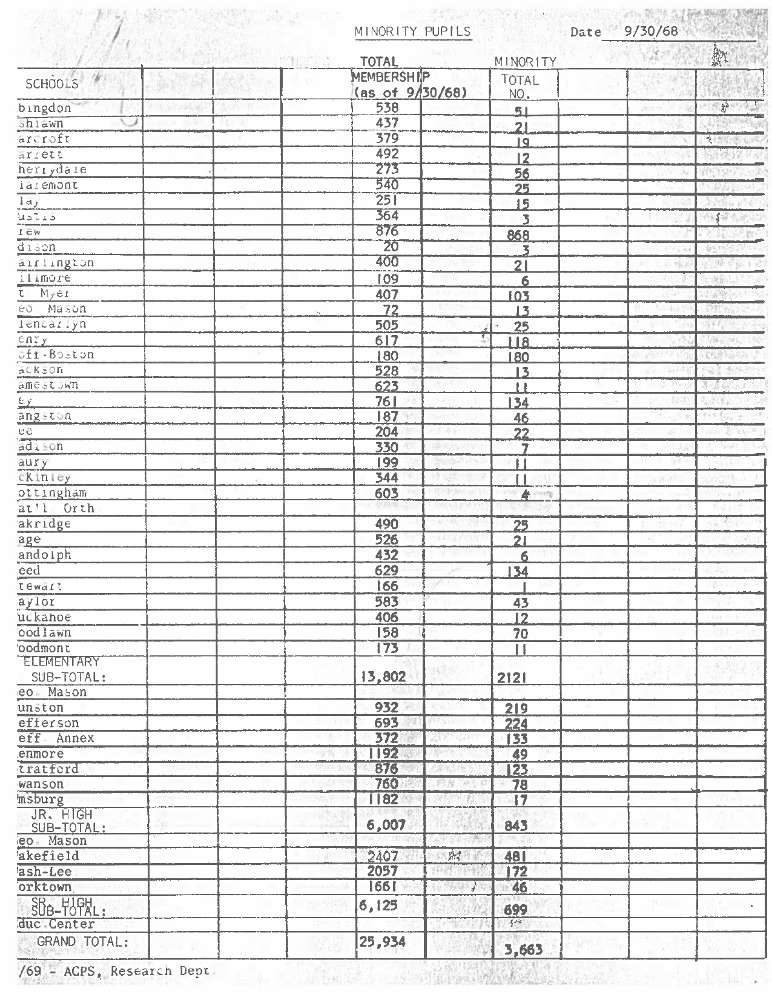 MINORITY PUPILS Date 9/30/68
TOTAL MINORITY
SCHOOLS MEMBERSHIP TOTAL
(as of 9/30/68) NO.
bingdon 538 51
shlawn 437 21
arcroft 379 19
arrett 492 12
herrydale 273 56
laremont 540 25
lay 251 15
ustis 364 3
rew 876 868
dison 20 3
airlington 400 21
illmore 109 6
t Myer 407 103
eo Mason 72 13
lencarlyn 505 25
enry 617 118
off-Boston 180 180
ackson 528 13
amestown 623 11
ey 761 134
angston 187 46
ee 204 22
adison 330 7
aury 199 11
cKinley 344 11
ottingham 603 4
at'l Orth
akridge 490 25
age 526 21
andolph 432 6
eed 629 134
tewart 166 1
aylor 583 43
uckahoe 406 12
oodlawn 158 70
oodmont 173 11
ELEMENTARY
SUB-TOTAL: 13,802 2121
eo. Mason
unston 932 219
efferson 693 224
eff Annex 372 133
enmore 1192 49
tratford 876 123
wanson 760 78
msburg 1182 17
JR. HIGH
SUB-TOTAL: 6,007 843
eo. Mason
akefield 2407 481
ash-Lee 2057 172
orktown 1661 46
SR. HIGH
SUB-TOTAL: 6,125 699
duc.Center
GRAND TOTAL: 25,934 3,663
/69 - ACPS, Research Dept.